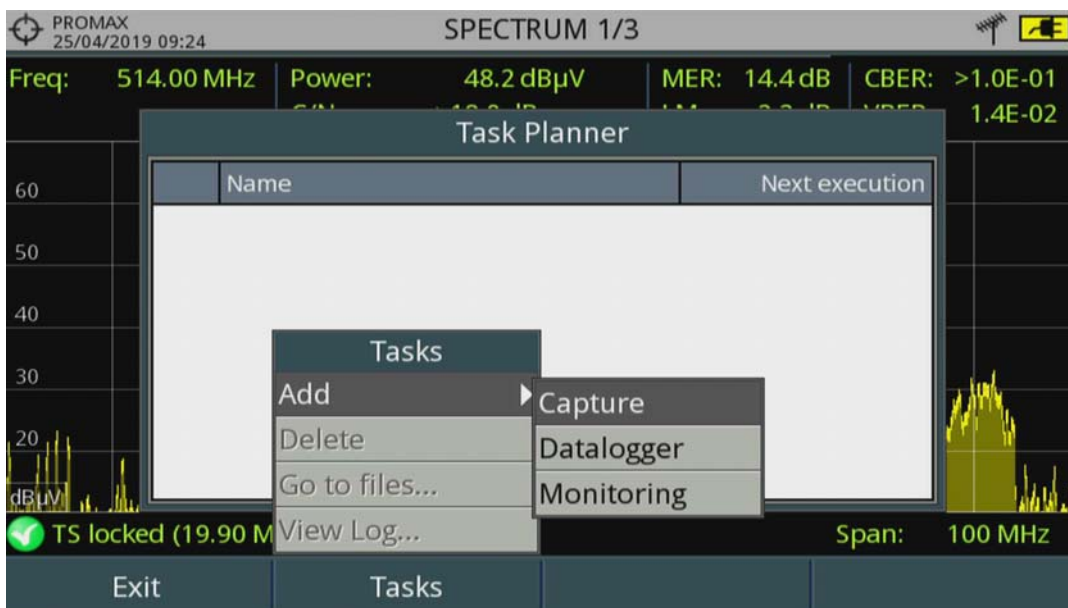 PROMAX
25/04/2019 09:24
SPECTRUM 1/3
Freq: 514.00 MHz Power: 48.2 dBµV MER: 14.4 dB CBER: >1.0E-01
1.4E-02
Task Planner
Name Next execution
60
50
40
30
20
dBµV
Tasks
Add
Delete
Go to files...
View Log...
Capture
Datalogger
Monitoring
TS locked (19.90 M
Span: 100 MHz
Exit Tasks